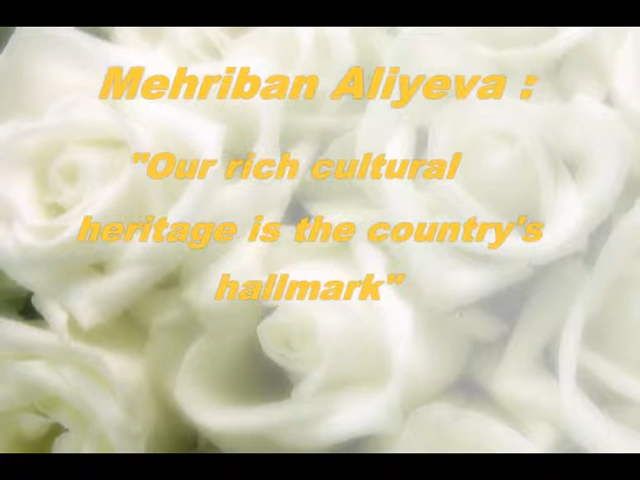 Mehriban Aliyeva :
"Our rich cultural
heritage is the country's
hallmark"